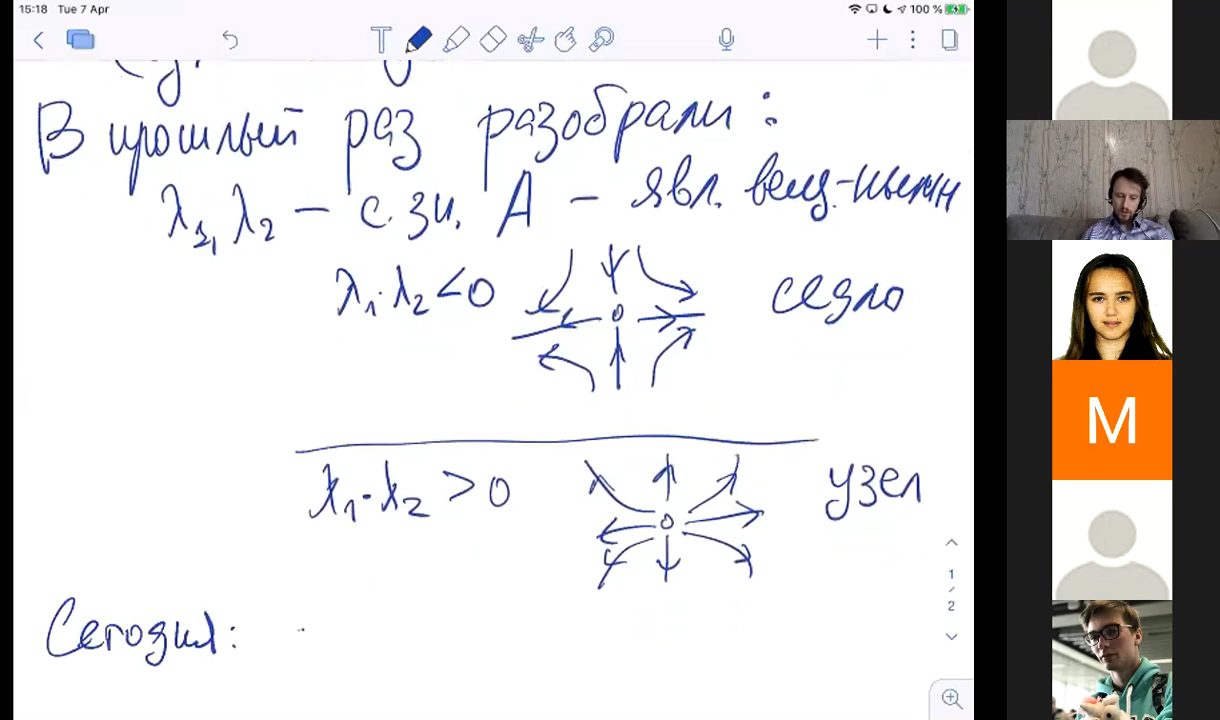 15:18 Tue 7 Apr
100 %
T
В прошлый раз разобрали:
λ₁, λ₂ – с. зн. A – явл. вещ-ными
λ₁·λ₂ < 0 седло
λ₁·λ₂ > 0 узел
Сегодня:
1
/
2
M